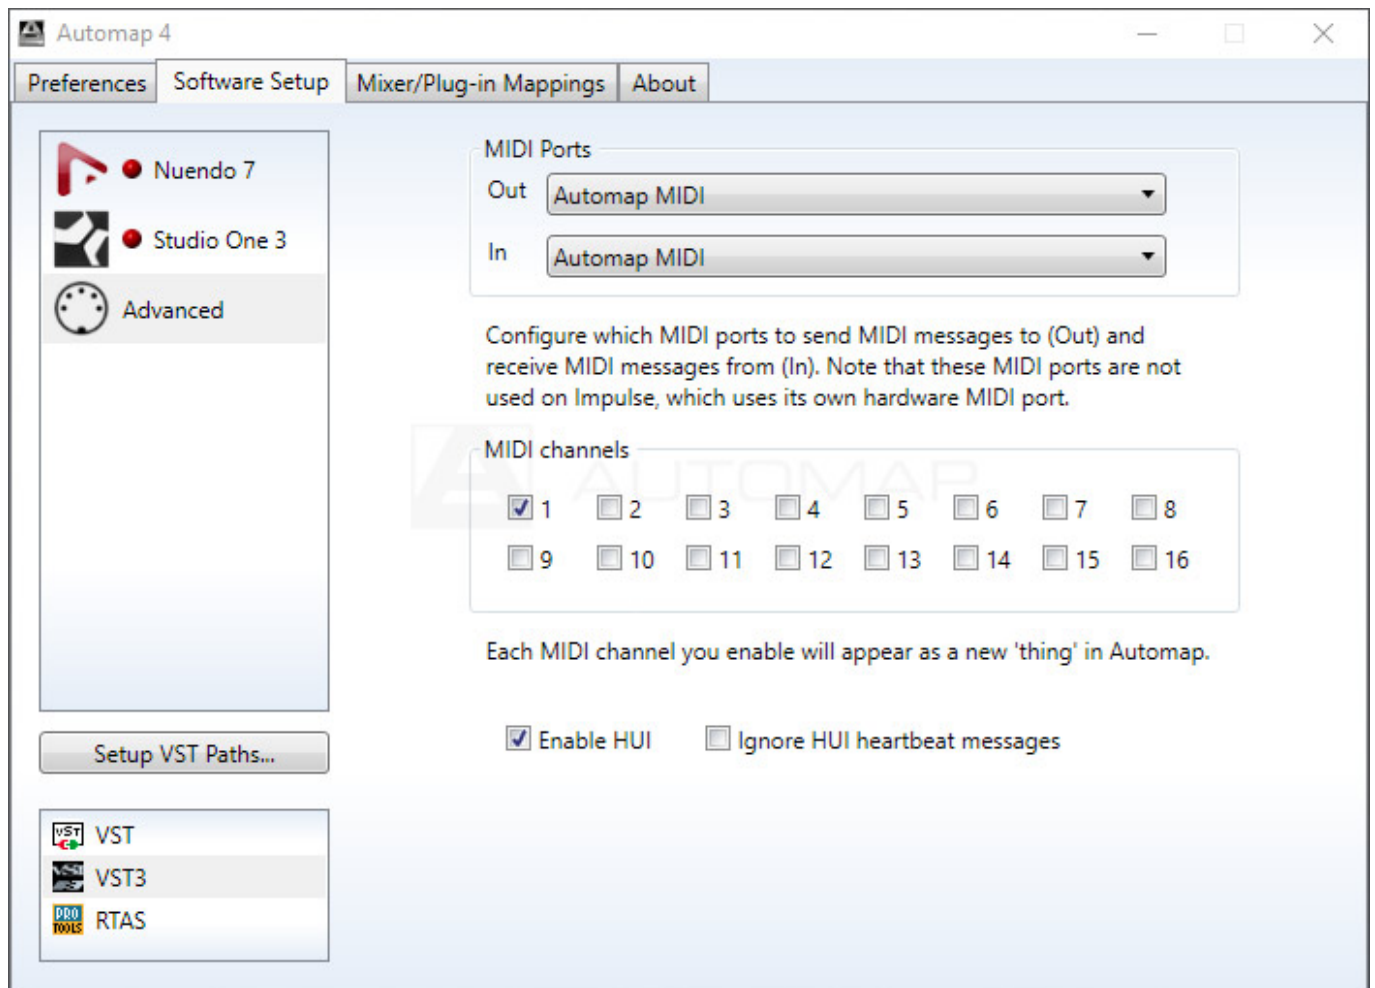 Automap 4
Preferences Software Setup Mixer/Plug-in Mappings About
Nuendo 7
Studio One 3
Advanced
Setup VST Paths...
VST
VST
VST3
PRO
TOOLS
RTAS
MIDI Ports
Out Automap MIDI
In Automap MIDI
Configure which MIDI ports to send MIDI messages to (Out) and
receive MIDI messages from (In). Note that these MIDI ports are not
used on Impulse, which uses its own hardware MIDI port.
AUTOMAP
MIDI channels
1 2 3 4 5 6 7 8
9 10 11 12 13 14 15 16
Each MIDI channel you enable will appear as a new 'thing' in Automap.
Enable HUI Ignore HUI heartbeat messages